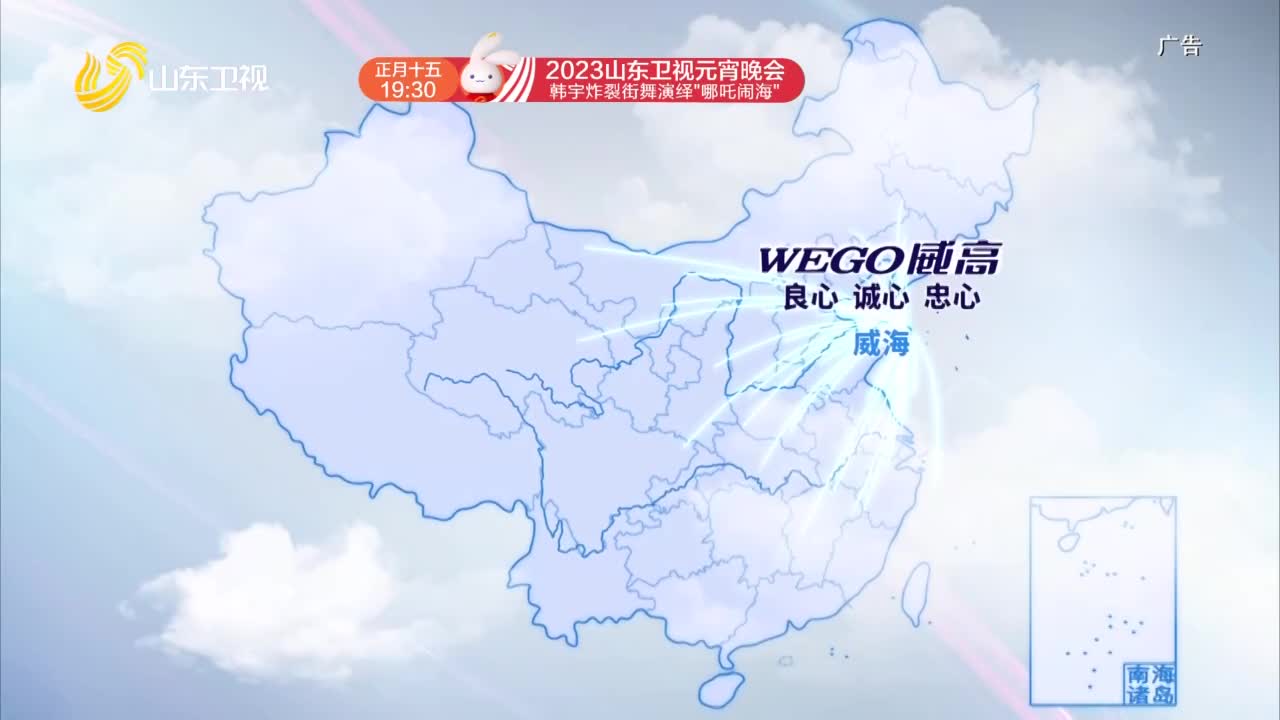 山东卫视
正月十五
19:30
2023山东卫视元宵晚会
韩宇炸裂街舞演绎"哪吒闹海"
广告
WEGO威高
良心 诚心 忠心
威海
南海
诸岛